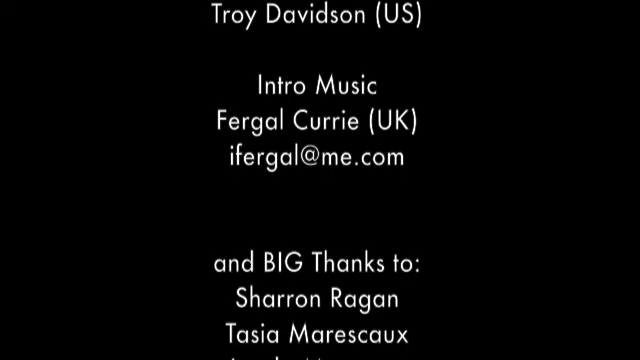 Troy Davidson (US)
Intro Music
Fergal Currie (UK)
ifergal@me.com
and BIG Thanks to:
Sharron Ragan
Tasia Marescaux